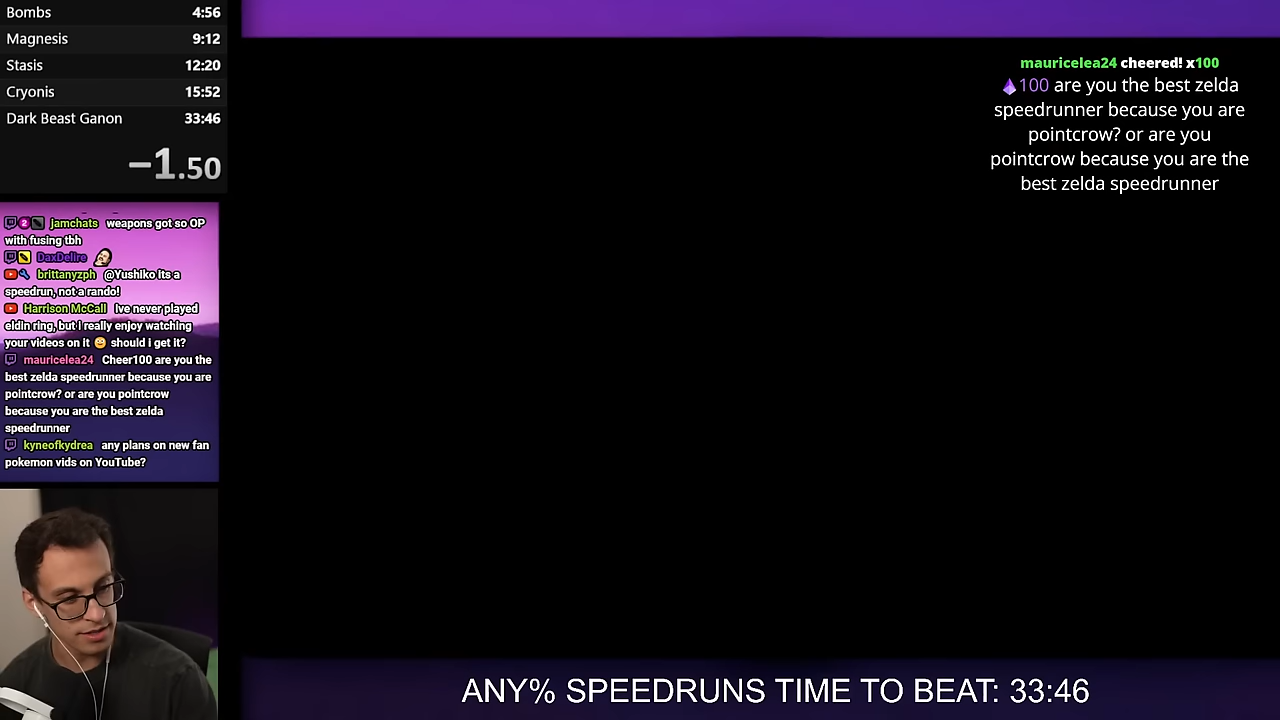 Bombs 4:56
Magnesis 9:12
Stasis 12:20
Cryonis 15:52
Dark Beast Ganon 33:46
−1.50
2 jamchats weapons got so OP
with fusing tbh
DaxDelire
brittanyzph @Yushiko its a
speedrun, not a rando!
Harrison McCall Ive never played
eldin ring, but i really enjoy watching
your videos on it 😄 should i get it?
mauricelea24 Cheer100 are you the
best zelda speedrunner because you are
pointcrow? or are you pointcrow
because you are the best zelda
speedrunner
kyneofkydrea any plans on new fan
pokemon vids on YouTube?
mauricelea24 cheered! x100
100 are you the best zelda
speedrunner because you are
pointcrow? or are you
pointcrow because you are the
best zelda speedrunner
ANY% SPEEDRUNS TIME TO BEAT: 33:46